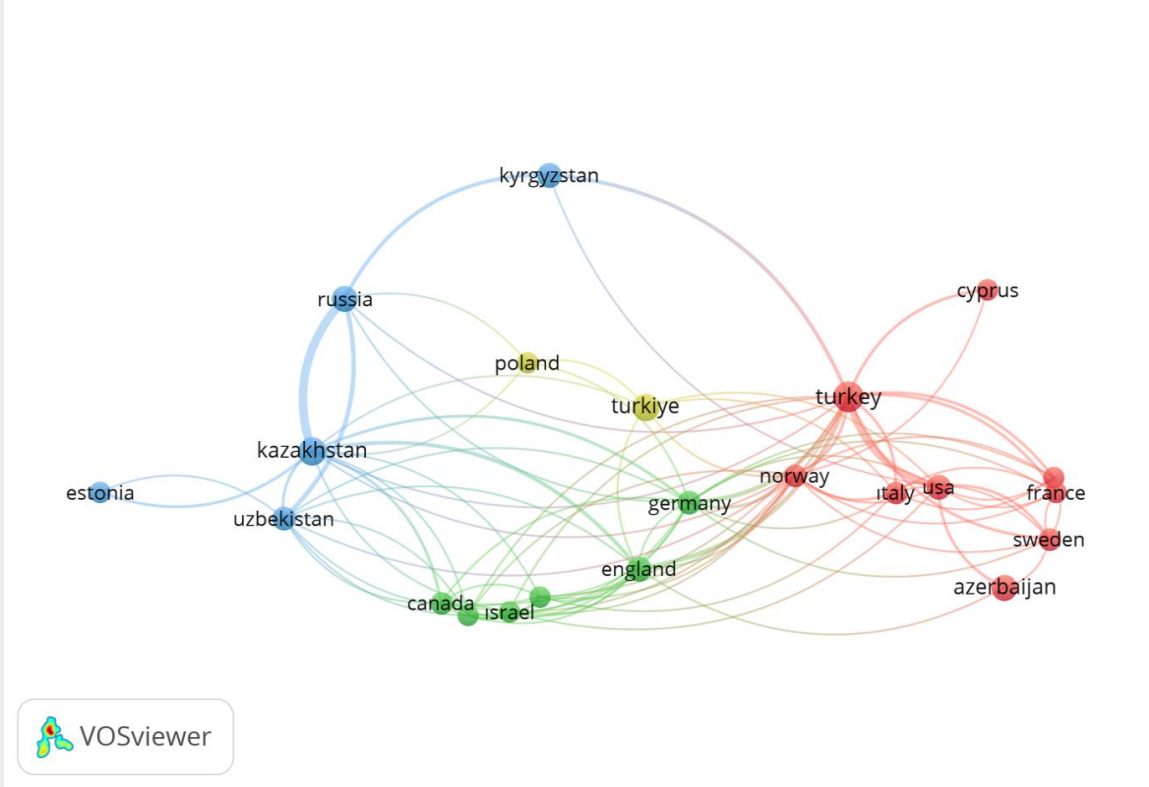 kyrgyzstan
cyprus
russia
poland
turkey
turkiye
kazakhstan
norway
usa
estonia
ıtaly
france
germany
uzbekistan
sweden
england
azerbaijan
canada
ısrael
VOSviewer